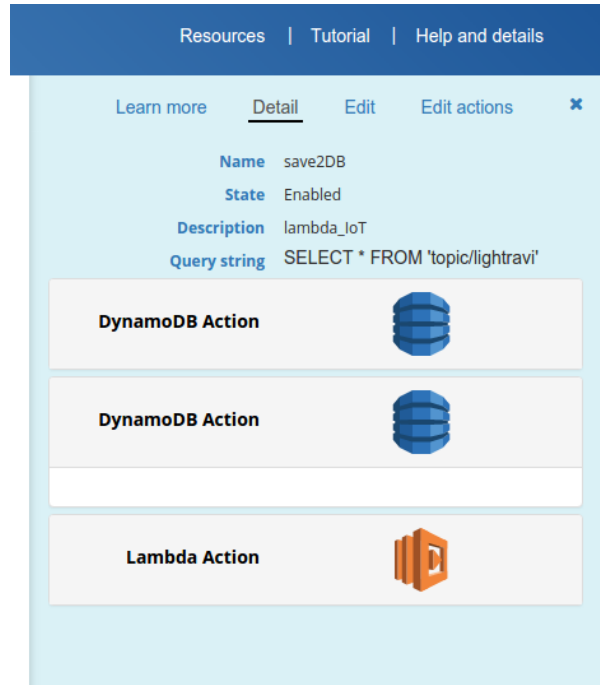 Resources | Tutorial | Help and details
Learn more Detail Edit Edit actions ✖
Name save2DB
State Enabled
Description lambda_IoT
Query string SELECT * FROM 'topic/lightravi'
DynamoDB Action
DynamoDB Action
Lambda Action